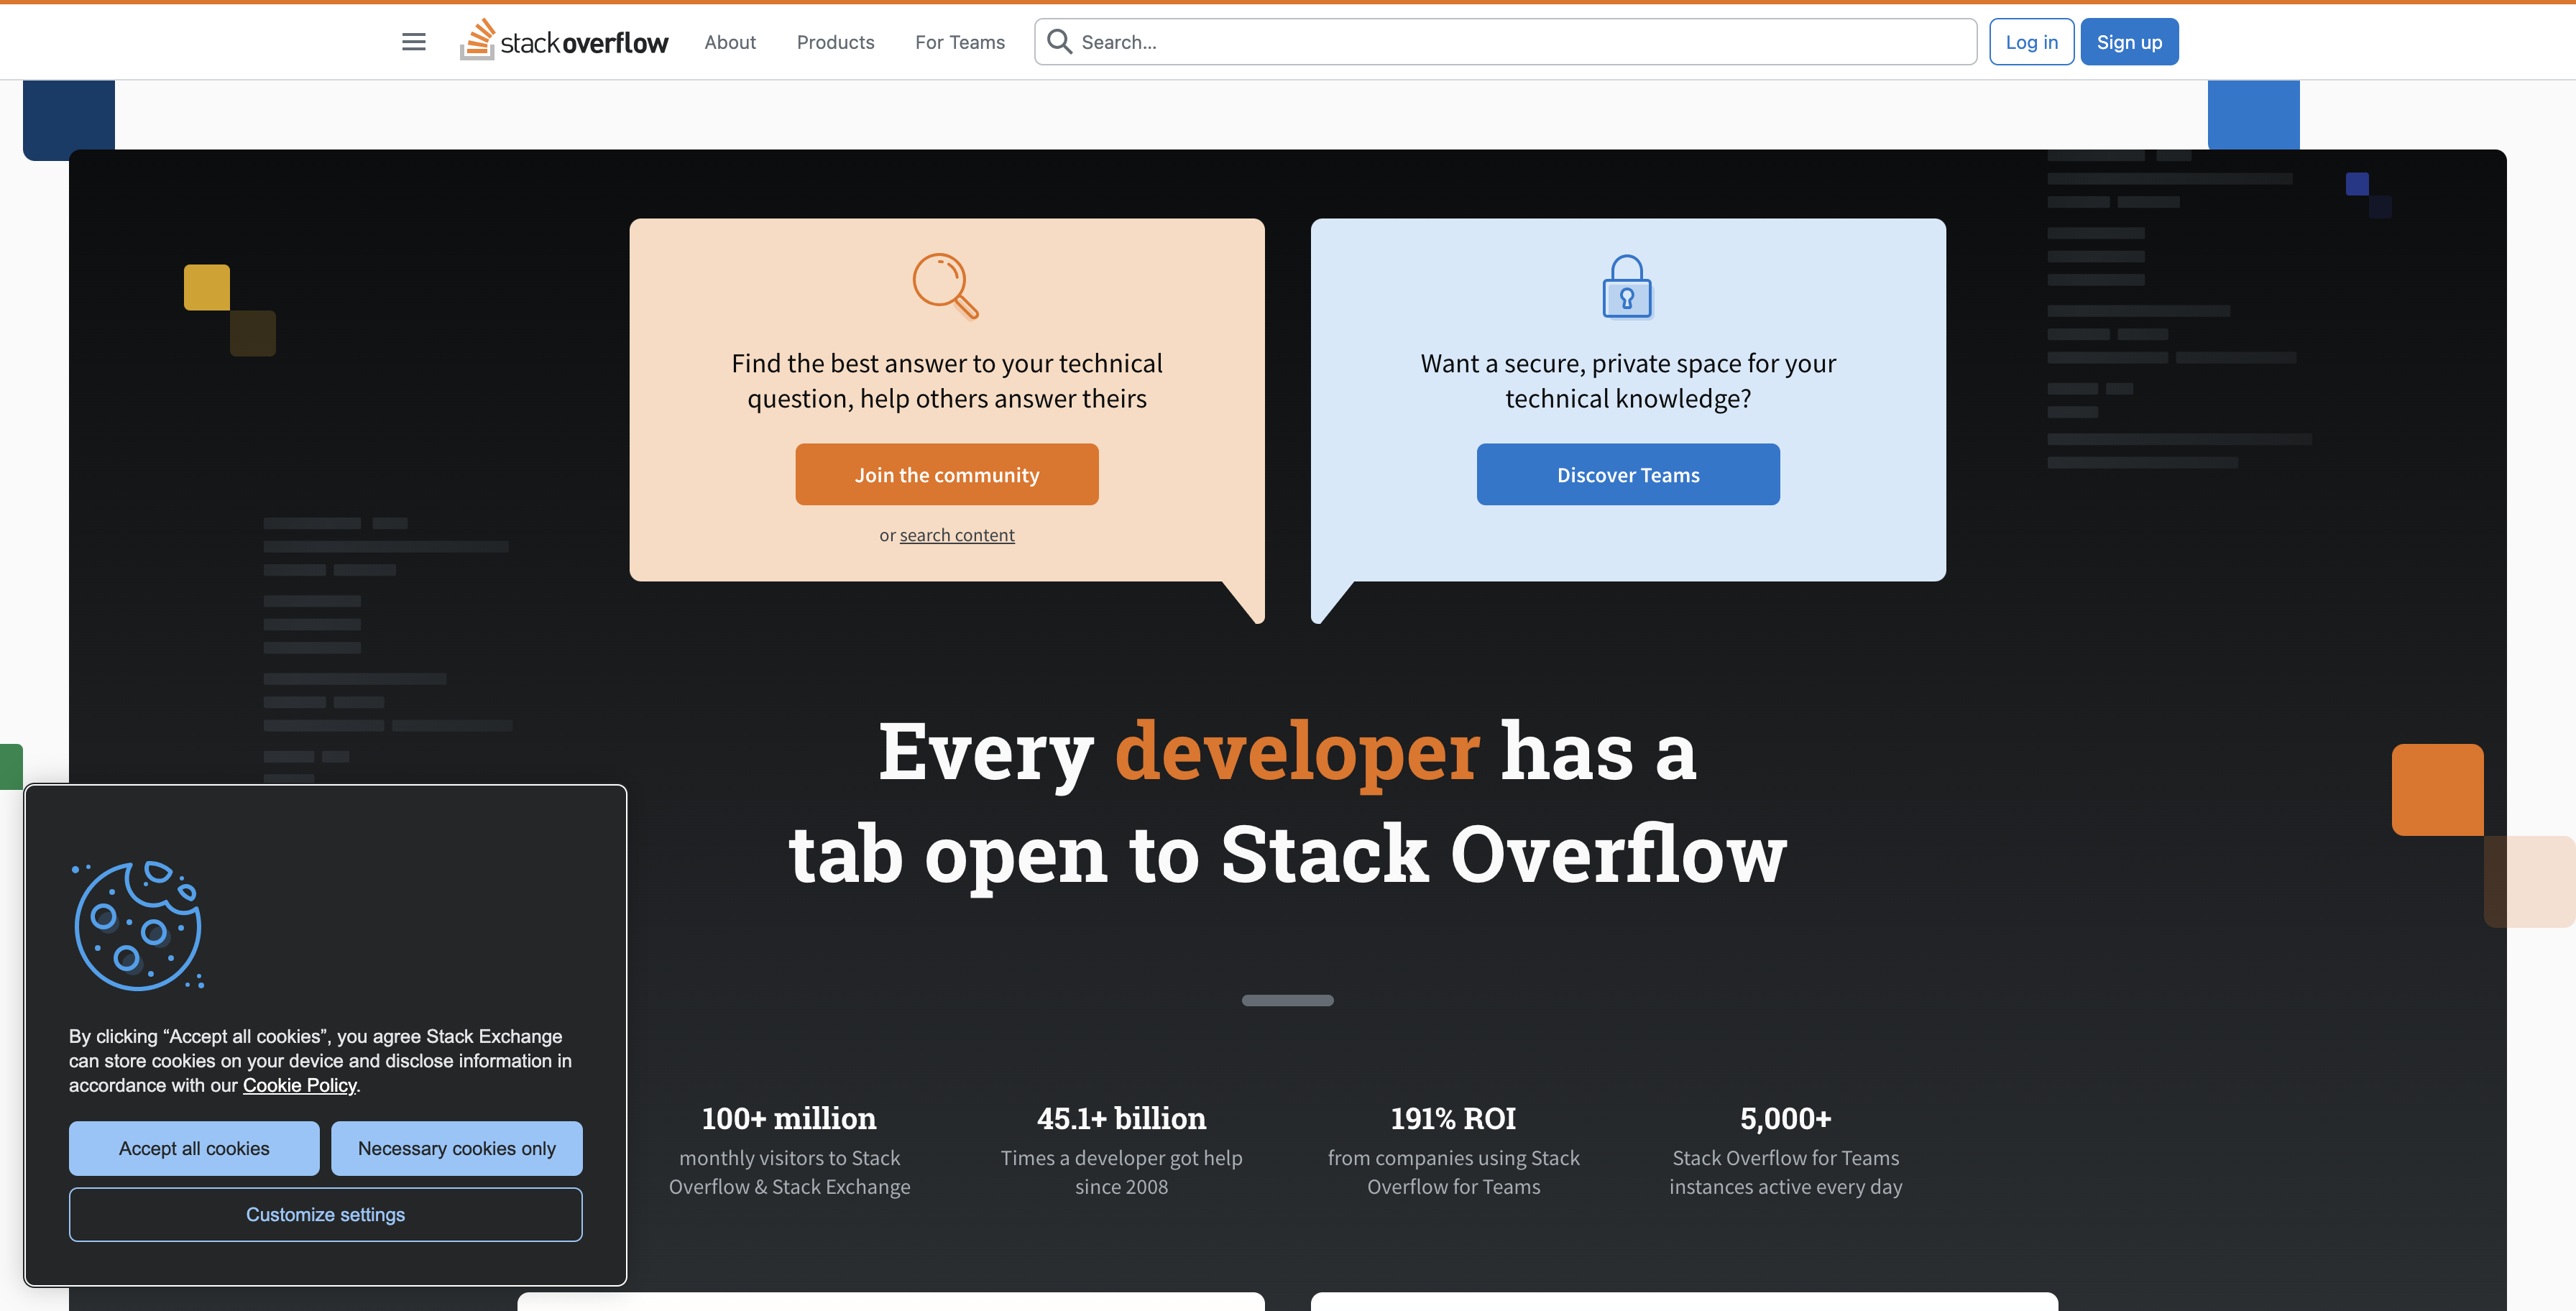 stack overflow
About
Products
For Teams
Search...
Log in
Sign up
Find the best answer to your technical
question, help others answer theirs
Join the community
or search content
Want a secure, private space for your
technical knowledge?
Discover Teams
Every developer has a
tab open to Stack Overflow
100+ million
monthly visitors to Stack
Overflow & Stack Exchange
45.1+ billion
Times a developer got help
since 2008
191% ROI
from companies using Stack
Overflow for Teams
5,000+
Stack Overflow for Teams
instances active every day
By clicking “Accept all cookies”, you agree Stack Exchange
can store cookies on your device and disclose information in
accordance with our Cookie Policy.
Accept all cookies
Necessary cookies only
Customize settings